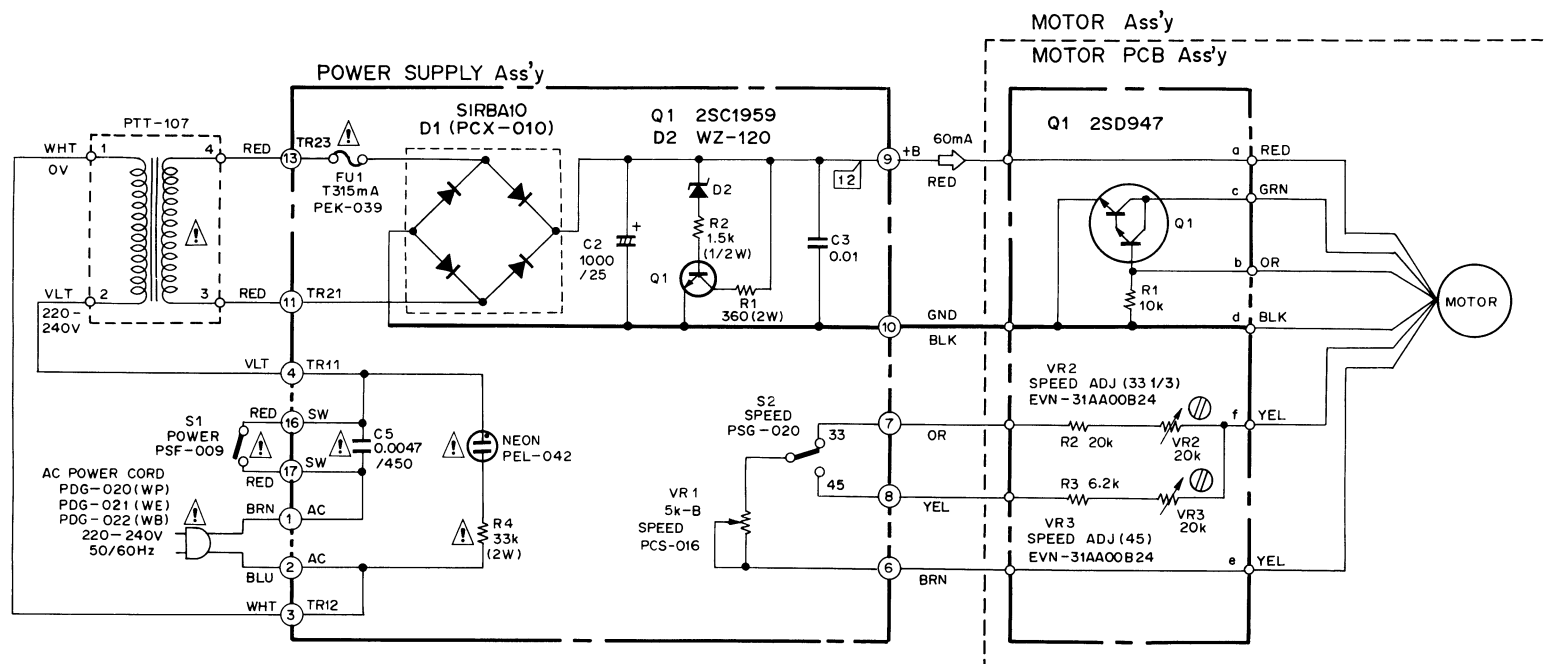 MOTOR Ass'y
MOTOR PCB Ass'y
POWER SUPPLY Ass'y
PTT-107
WHT
0V
1
4
RED
13
TR23
FU1
T315mA
PEK-039
SIRBA10
D1 (PCX-010)
Q1 2SC1959
D2 WZ-120
D2
R2
1.5k
(1/2W)
Q1
R1
360(2W)
C2
1000
/25
+
C3
0.01
12
9
+B
60mA
RED
Q1 2SD947
Q1
R1
10k
a RED
c GRN
b OR
d BLK
MOTOR
VLT
220-
240V
2
3
RED
11
TR21
10
GND
BLK
VLT
4
TR11
S1
POWER
PSF-009
RED
16
SW
17
SW
RED
C5
0.0047
/450
NEON
PEL-042
AC POWER CORD
PDG-020(WP)
PDG-021(WE)
PDG-022(WB)
220-240V
50/60Hz
BRN
1
AC
BLU
2
AC
R4
33k
(2W)
WHT
3
TR12
S2
SPEED
PSG-020
33
45
7
OR
8
YEL
VR1
5k-B
SPEED
PCS-016
6
BRN
VR2
SPEED ADJ (33 1/3)
EVN-31AA00B24
R2 20k
VR2
20k
f YEL
R3 6.2k
VR3
20k
VR3
SPEED ADJ (45)
EVN-31AA00B24
e YEL